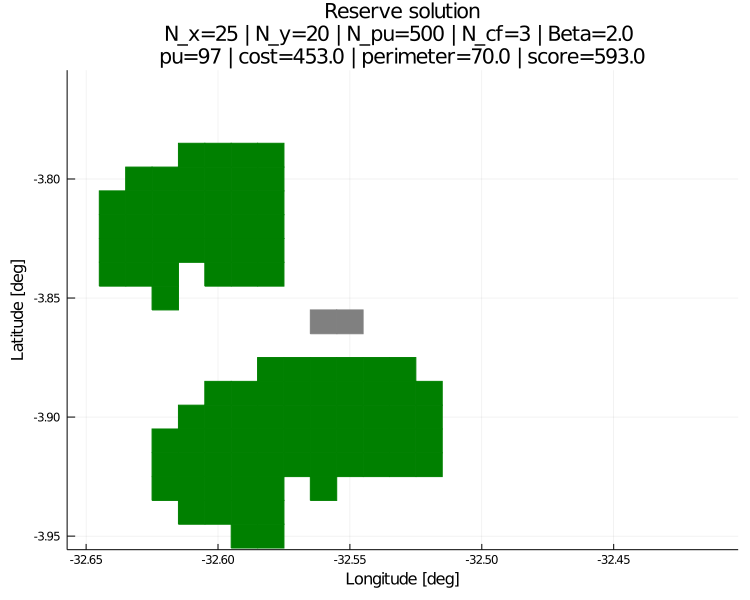 Reserve solution
N_x=25 | N_y=20 | N_pu=500 | N_cf=3 | Beta=2.0
pu=97 | cost=453.0 | perimeter=70.0 | score=593.0
Latitude [deg]
-3.80
-3.85
-3.90
-3.95
-32.65 -32.60 -32.55 -32.50 -32.45
Longitude [deg]